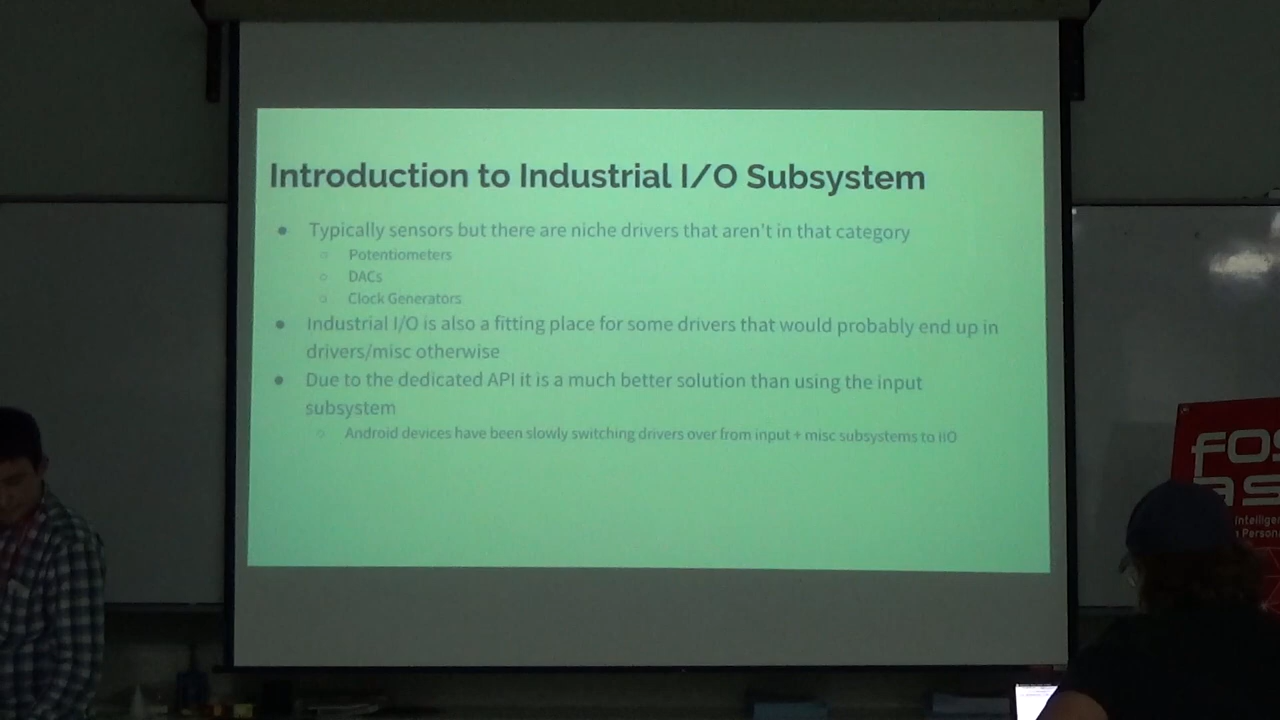 Introduction to Industrial I/O Subsystem
● Typically sensors but there are niche drivers that aren't in that category
○ Potentiometers
○ DACs
○ Clock Generators
● Industrial I/O is also a fitting place for some drivers that would probably end up in
drivers/misc otherwise
● Due to the dedicated API it is a much better solution than using the input
subsystem
○ Android devices have been slowly switching drivers over from input + misc subsystems to IIO